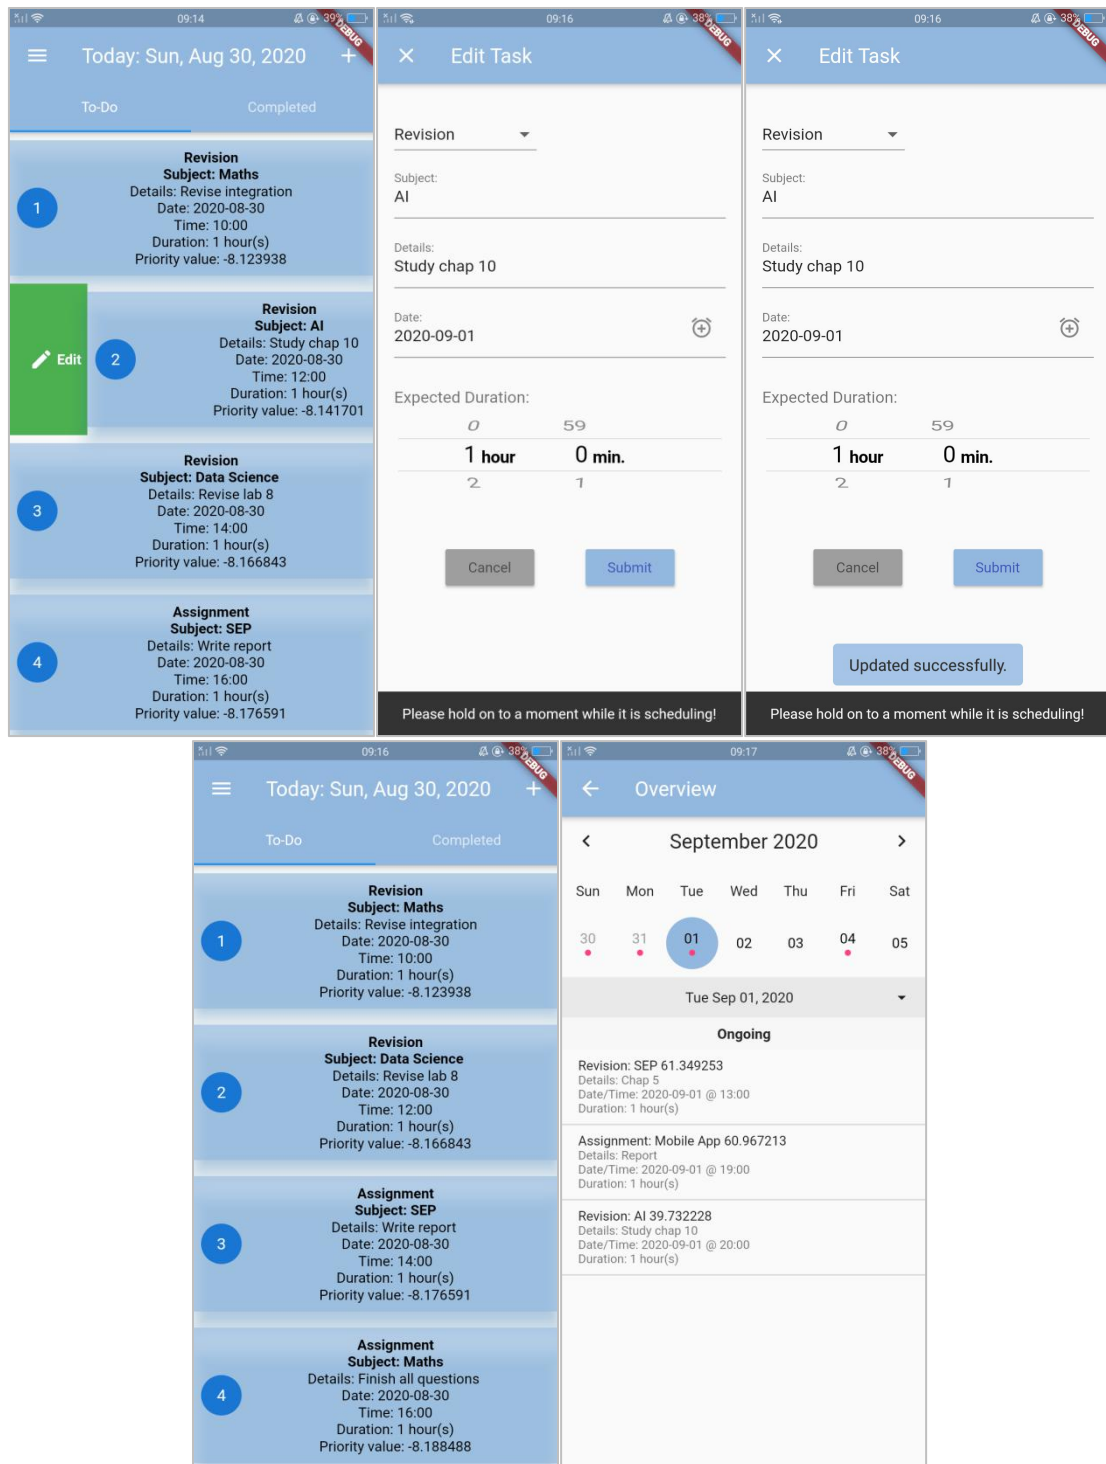 09:14
39%
DEBUG
Today: Sun, Aug 30, 2020 +
To-Do Completed
Revision
Subject: Maths
Details: Revise integration
Date: 2020-08-30
Time: 10:00
Duration: 1 hour(s)
Priority value: -8.123938
1
Edit
2
Revision
Subject: AI
Details: Study chap 10
Date: 2020-08-30
Time: 12:00
Duration: 1 hour(s)
Priority value: -8.141701
3
Revision
Subject: Data Science
Details: Revise lab 8
Date: 2020-08-30
Time: 14:00
Duration: 1 hour(s)
Priority value: -8.166843
4
Assignment
Subject: SEP
Details: Write report
Date: 2020-08-30
Time: 16:00
Duration: 1 hour(s)
Priority value: -8.176591
09:16
38%
DEBUG
Edit Task
Revision
Subject:
AI
Details:
Study chap 10
Date:
2020-09-01
Expected Duration:
0 59
1 hour 0 min.
2 1
Cancel Submit
Please hold on to a moment while it is scheduling!
09:16
38%
DEBUG
Edit Task
Revision
Subject:
AI
Details:
Study chap 10
Date:
2020-09-01
Expected Duration:
0 59
1 hour 0 min.
2 1
Cancel Submit
Updated successfully.
Please hold on to a moment while it is scheduling!
09:16
38%
DEBUG
Today: Sun, Aug 30, 2020 +
To-Do Completed
1
Revision
Subject: Maths
Details: Revise integration
Date: 2020-08-30
Time: 10:00
Duration: 1 hour(s)
Priority value: -8.123938
2
Revision
Subject: Data Science
Details: Revise lab 8
Date: 2020-08-30
Time: 12:00
Duration: 1 hour(s)
Priority value: -8.166843
3
Assignment
Subject: SEP
Details: Write report
Date: 2020-08-30
Time: 14:00
Duration: 1 hour(s)
Priority value: -8.176591
4
Assignment
Subject: Maths
Details: Finish all questions
Date: 2020-08-30
Time: 16:00
Duration: 1 hour(s)
Priority value: -8.188488
09:17
38%
DEBUG
Overview
September 2020
Sun Mon Tue Wed Thu Fri Sat
30 31 01 02 03 04 05
Tue Sep 01, 2020
Ongoing
Revision: SEP 61.349253
Details: Chap 5
Date/Time: 2020-09-01 @ 13:00
Duration: 1 hour(s)
Assignment: Mobile App 60.967213
Details: Report
Date/Time: 2020-09-01 @ 19:00
Duration: 1 hour(s)
Revision: AI 39.732228
Details: Study chap 10
Date/Time: 2020-09-01 @ 20:00
Duration: 1 hour(s)